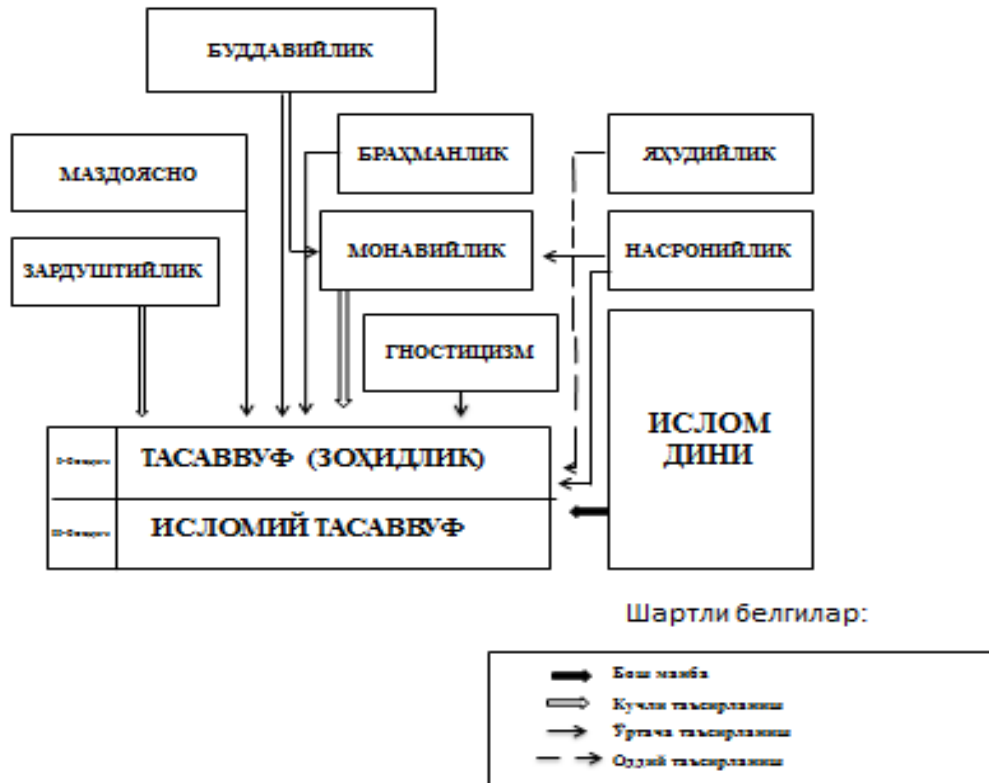 БУДДАВИЙЛИК
БРАҲМАНЛИК
ЯҲУДИЙЛИК
МАЗДОЯСНО
МОНАВИЙЛИК
НАСРОНИЙЛИК
ЗАРДУШТИЙЛИК
ГНОСТИЦИЗМ
ИСЛОМ
ДИНИ
ТАСАВВУФ (ЗОҲИДЛИК)
ИСЛОМИЙ ТАСАВВУФ
Шартли белгилар:
Бош манба
Кучли таъсирланиш
Ўртача таъсирланиш
Оддий таъсирланиш